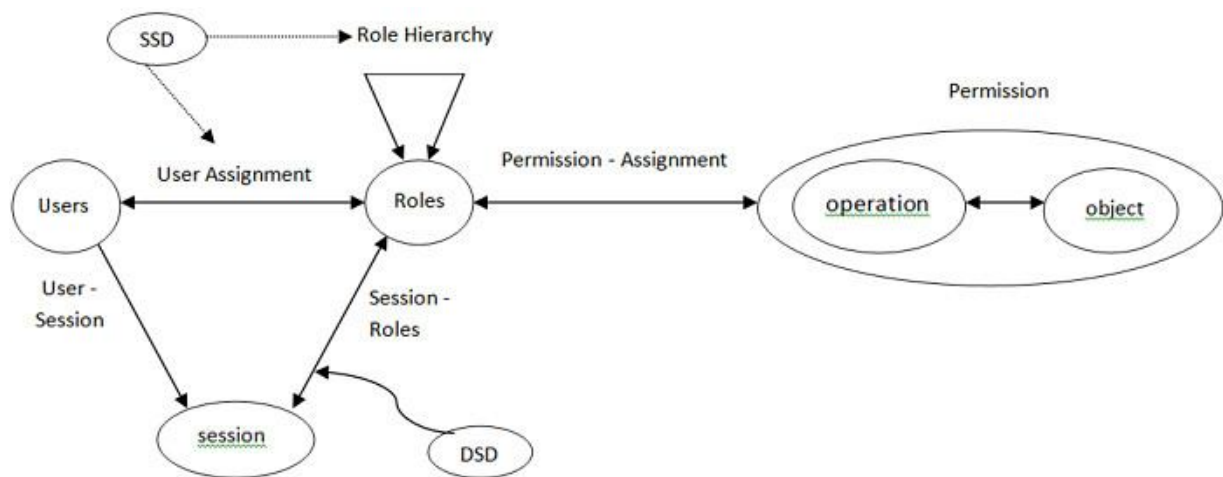 SSD
Role Hierarchy
Permission
User Assignment
Permission - Assignment
Users
Roles
operation
object
User -
Session
Session -
Roles
session
DSD